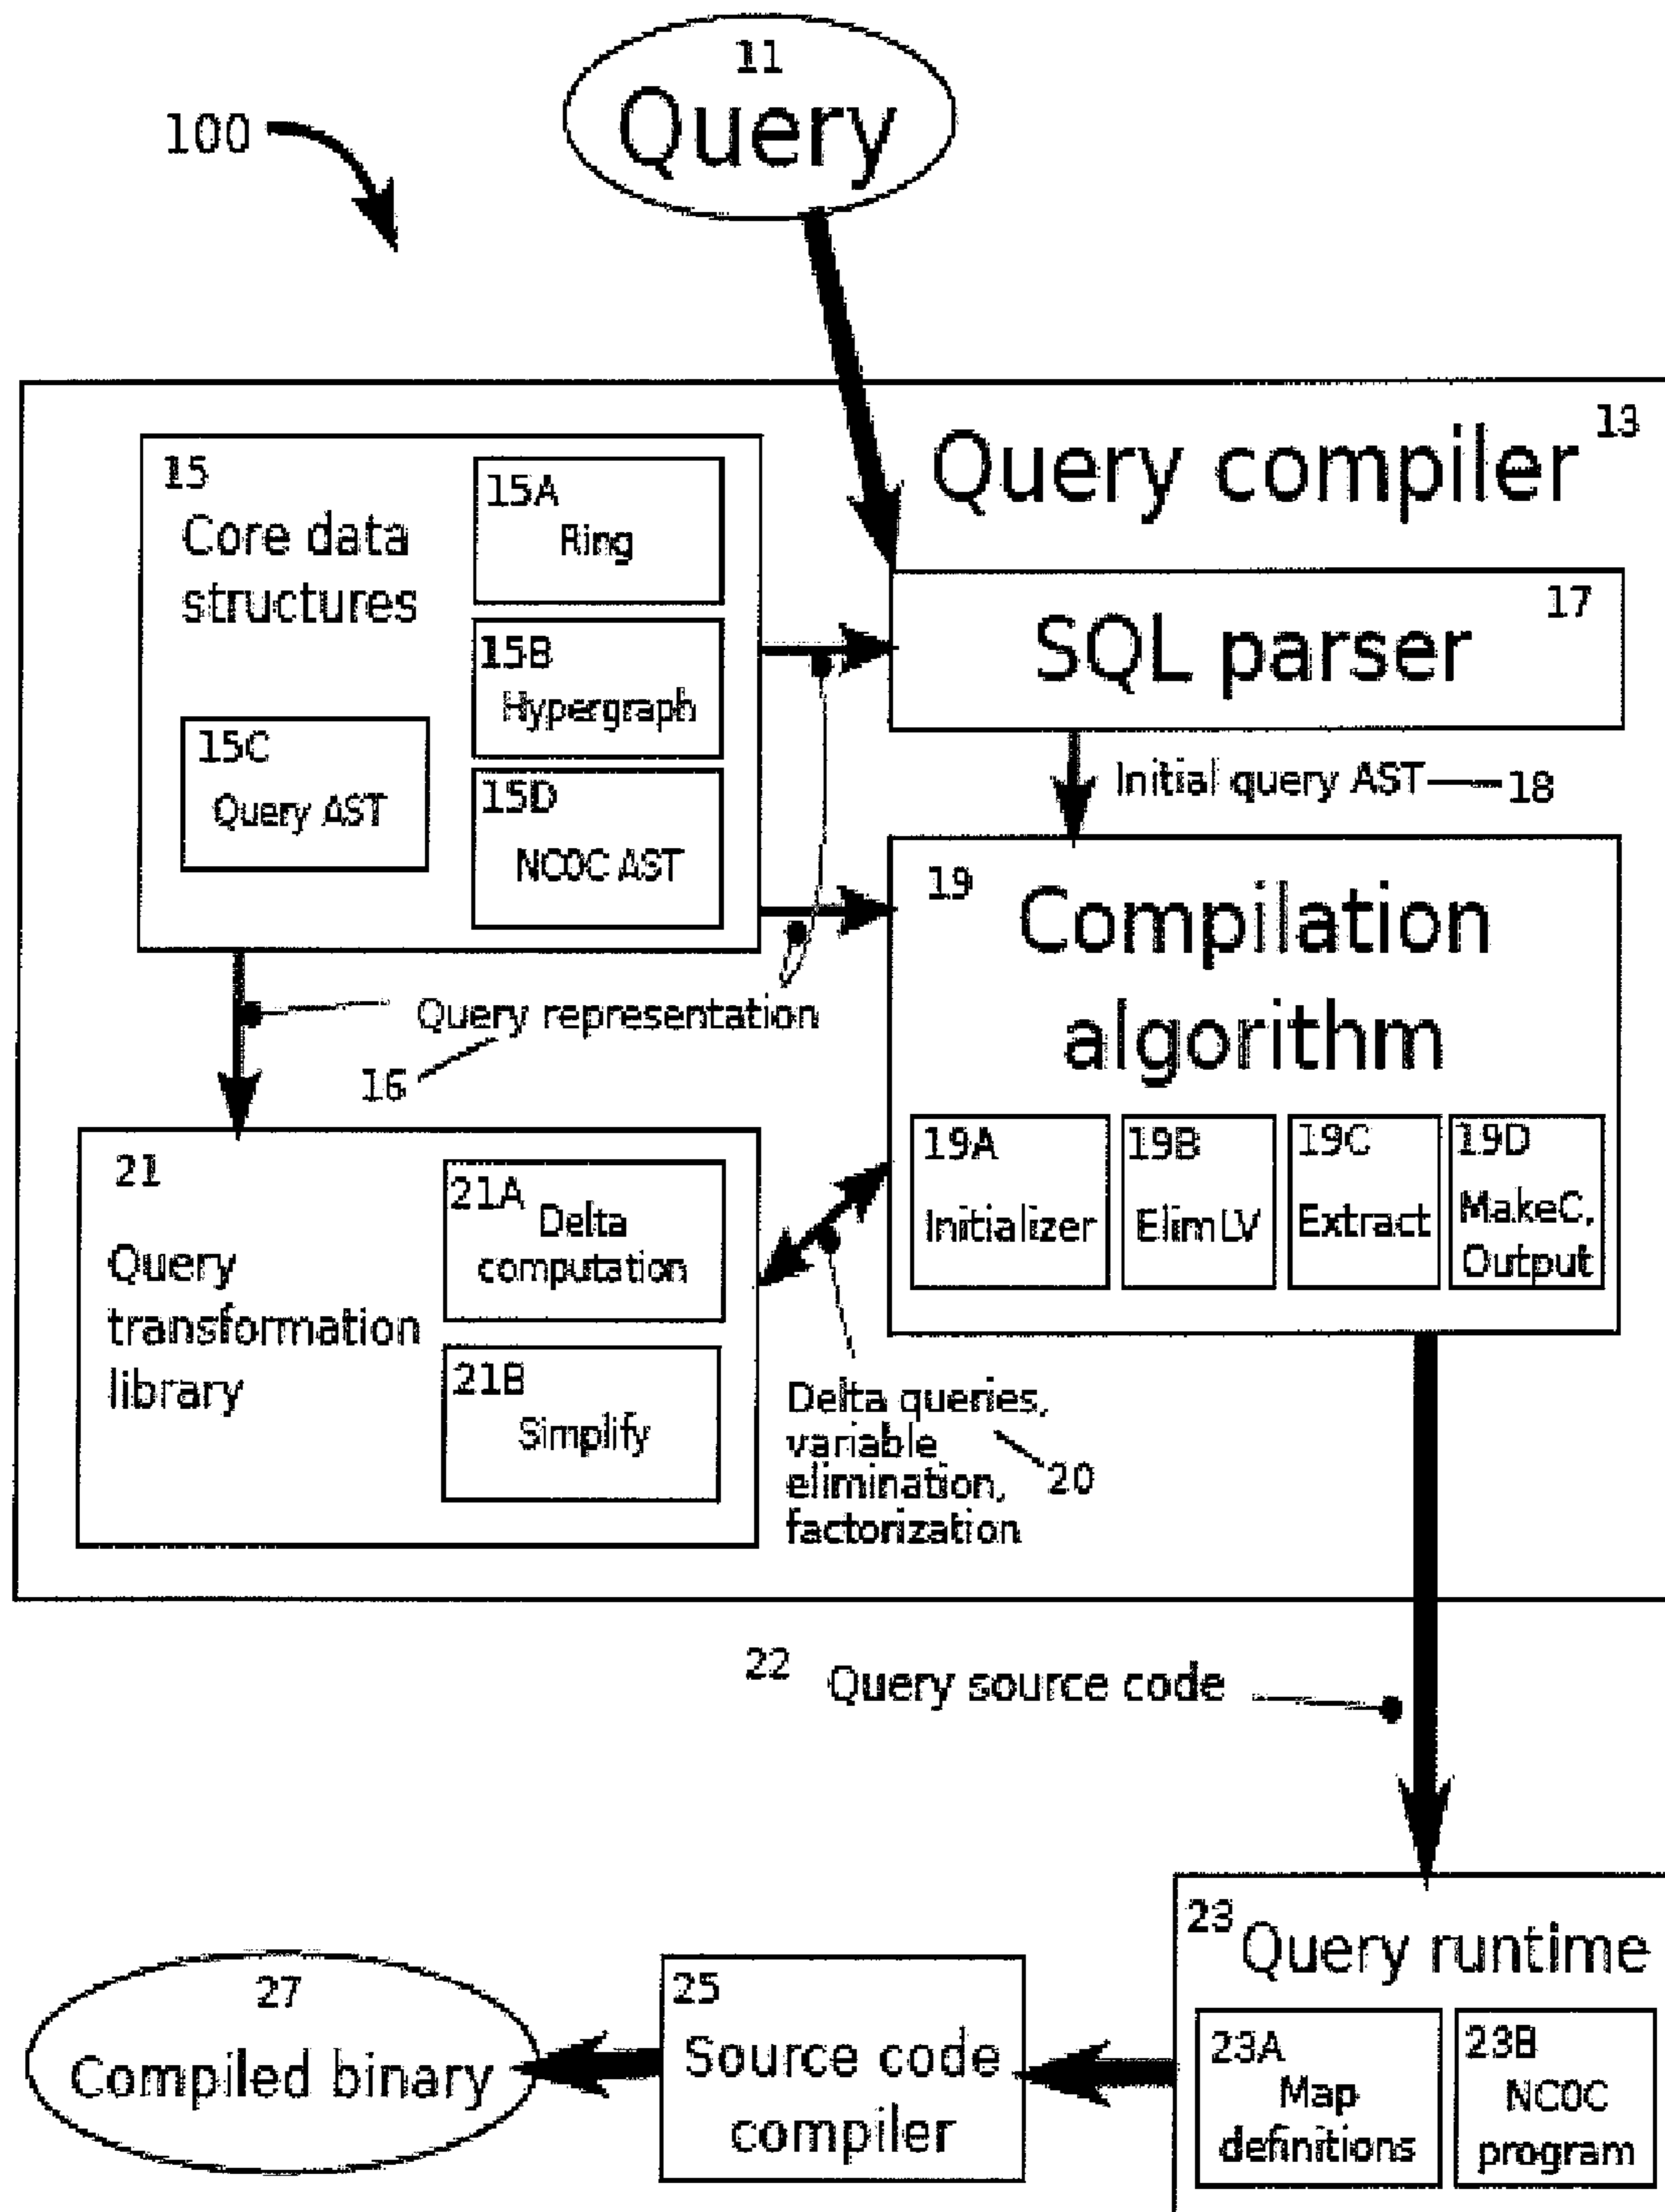 11
Query
100
Query compiler
13
15
Core data
structures
15A
Ring
15B
Hypergraph
15C
Query AST
15D
NC0C AST
17
SQL parser
Initial query AST
18
19
Compilation
algorithm
19A
Initializer
19B
ElimLV
19C
Extract
19D
MakeC,
Output
Query representation
16
21
Query
transformation
library
21A
Delta
computation
21B
Simplify
Delta queries,
variable
elimination,
factorization
20
22
Query source code
23
Query runtime
23A
Map
definitions
23B
NC0C
program
25
Source code
compiler
27
Compiled binary